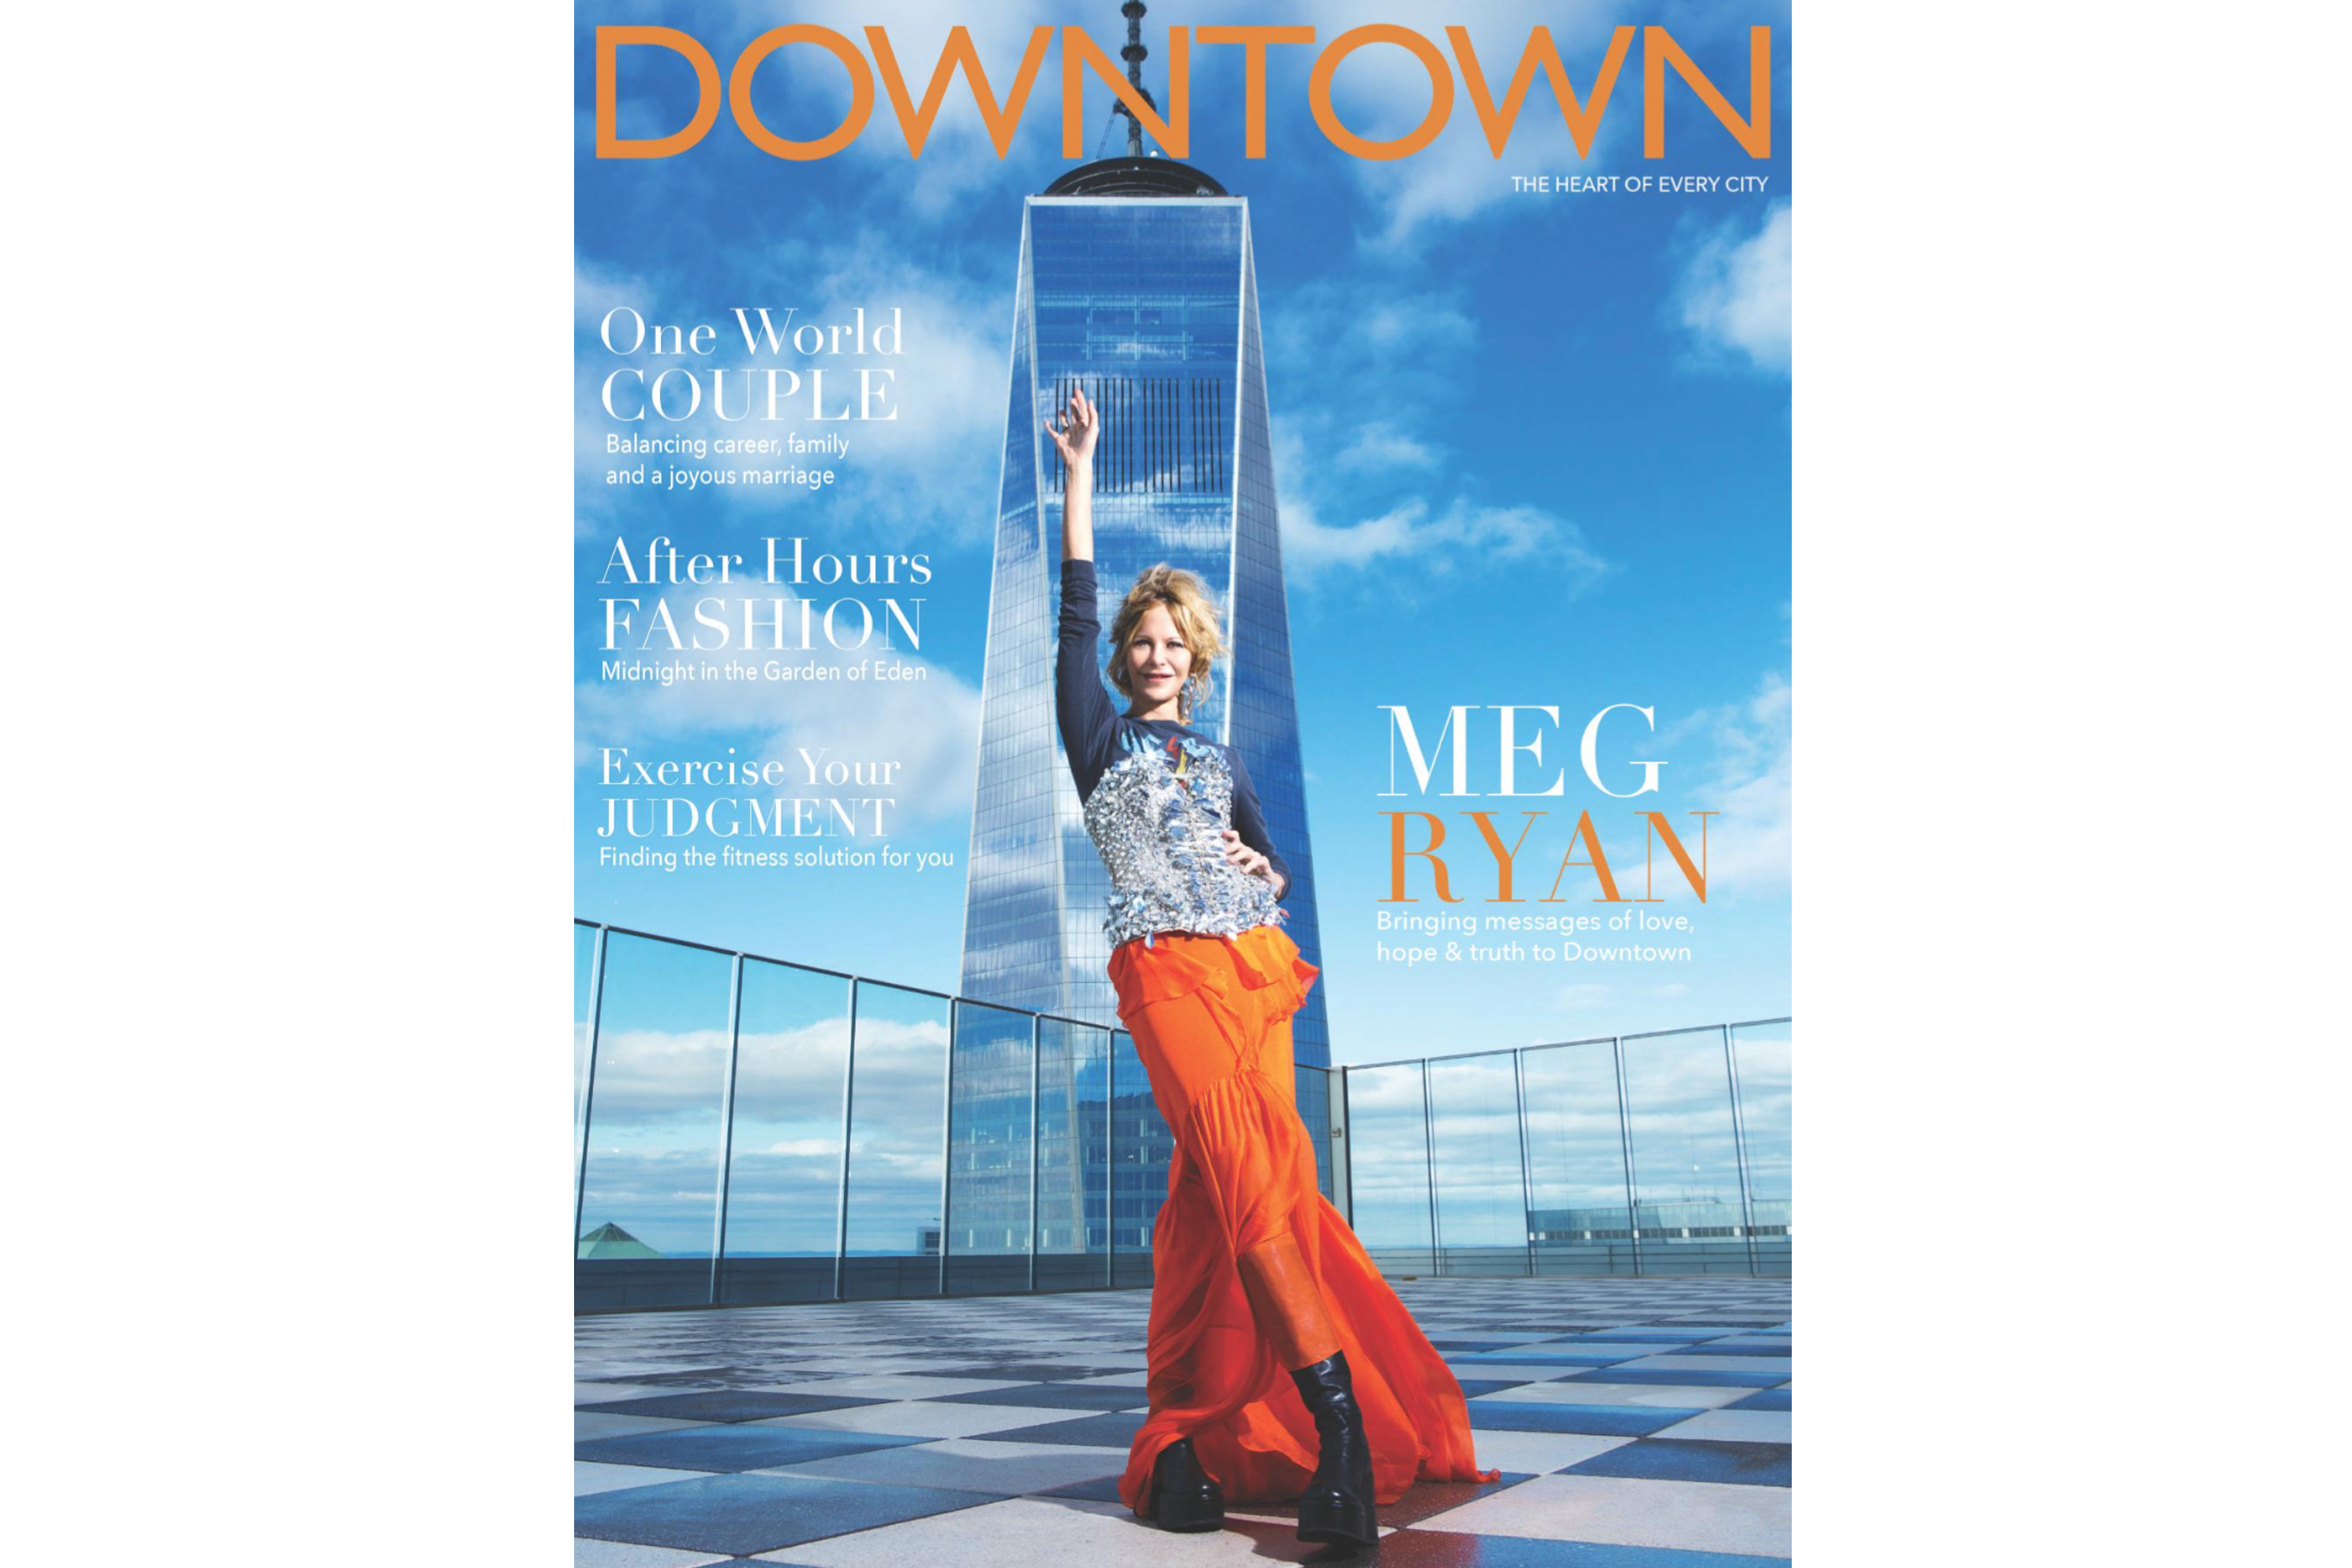 DOWNTOWN
THE HEART OF EVERY CITY
One World
COUPLE
Balancing career, family
and a joyous marriage
After Hours
FASHION
Midnight in the Garden of Eden
Exercise Your
JUDGMENT
Finding the fitness solution for you
MEG
RYAN
Bringing messages of love,
hope & truth to Downtown